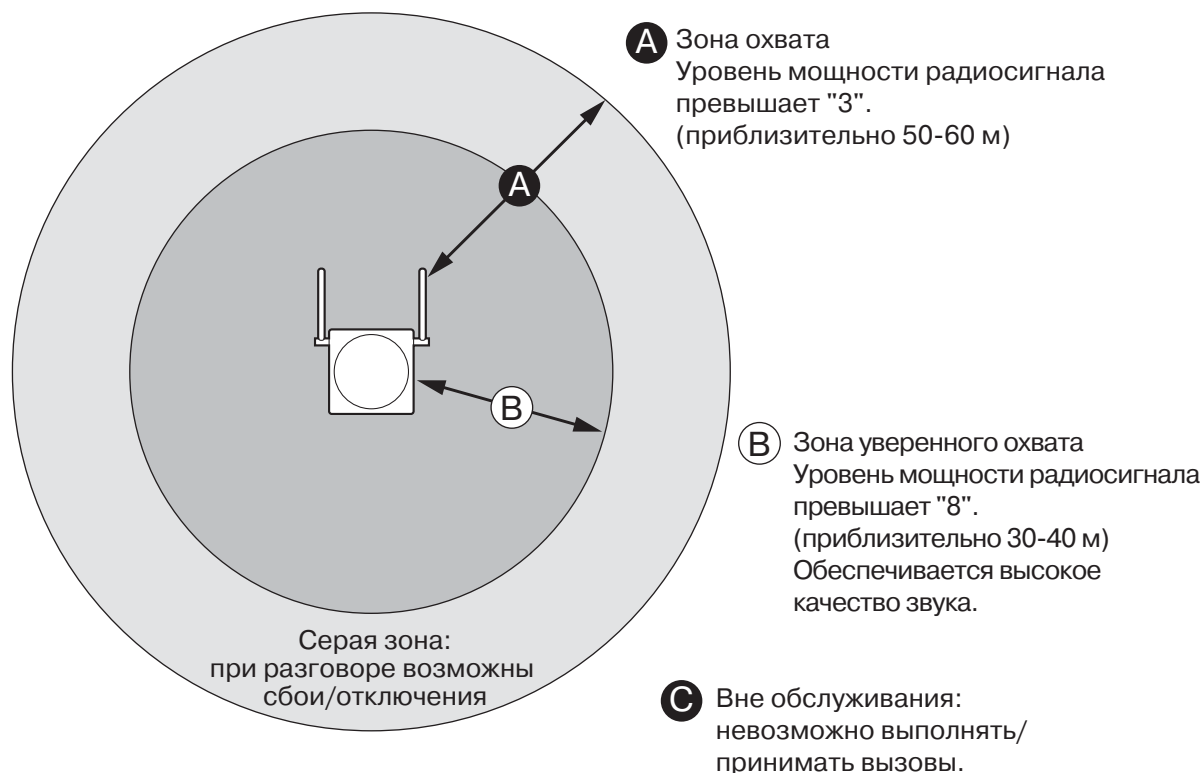 A Зона охвата
Уровень мощности радиосигнала
превышает "3".
(приблизительно 50-60 м)
A
B
B Зона уверенного охвата
Уровень мощности радиосигнала
превышает "8".
(приблизительно 30-40 м)
Обеспечивается высокое
качество звука.
Серая зона:
при разговоре возможны
сбои/отключения
C Вне обслуживания:
невозможно выполнять/
принимать вызовы.